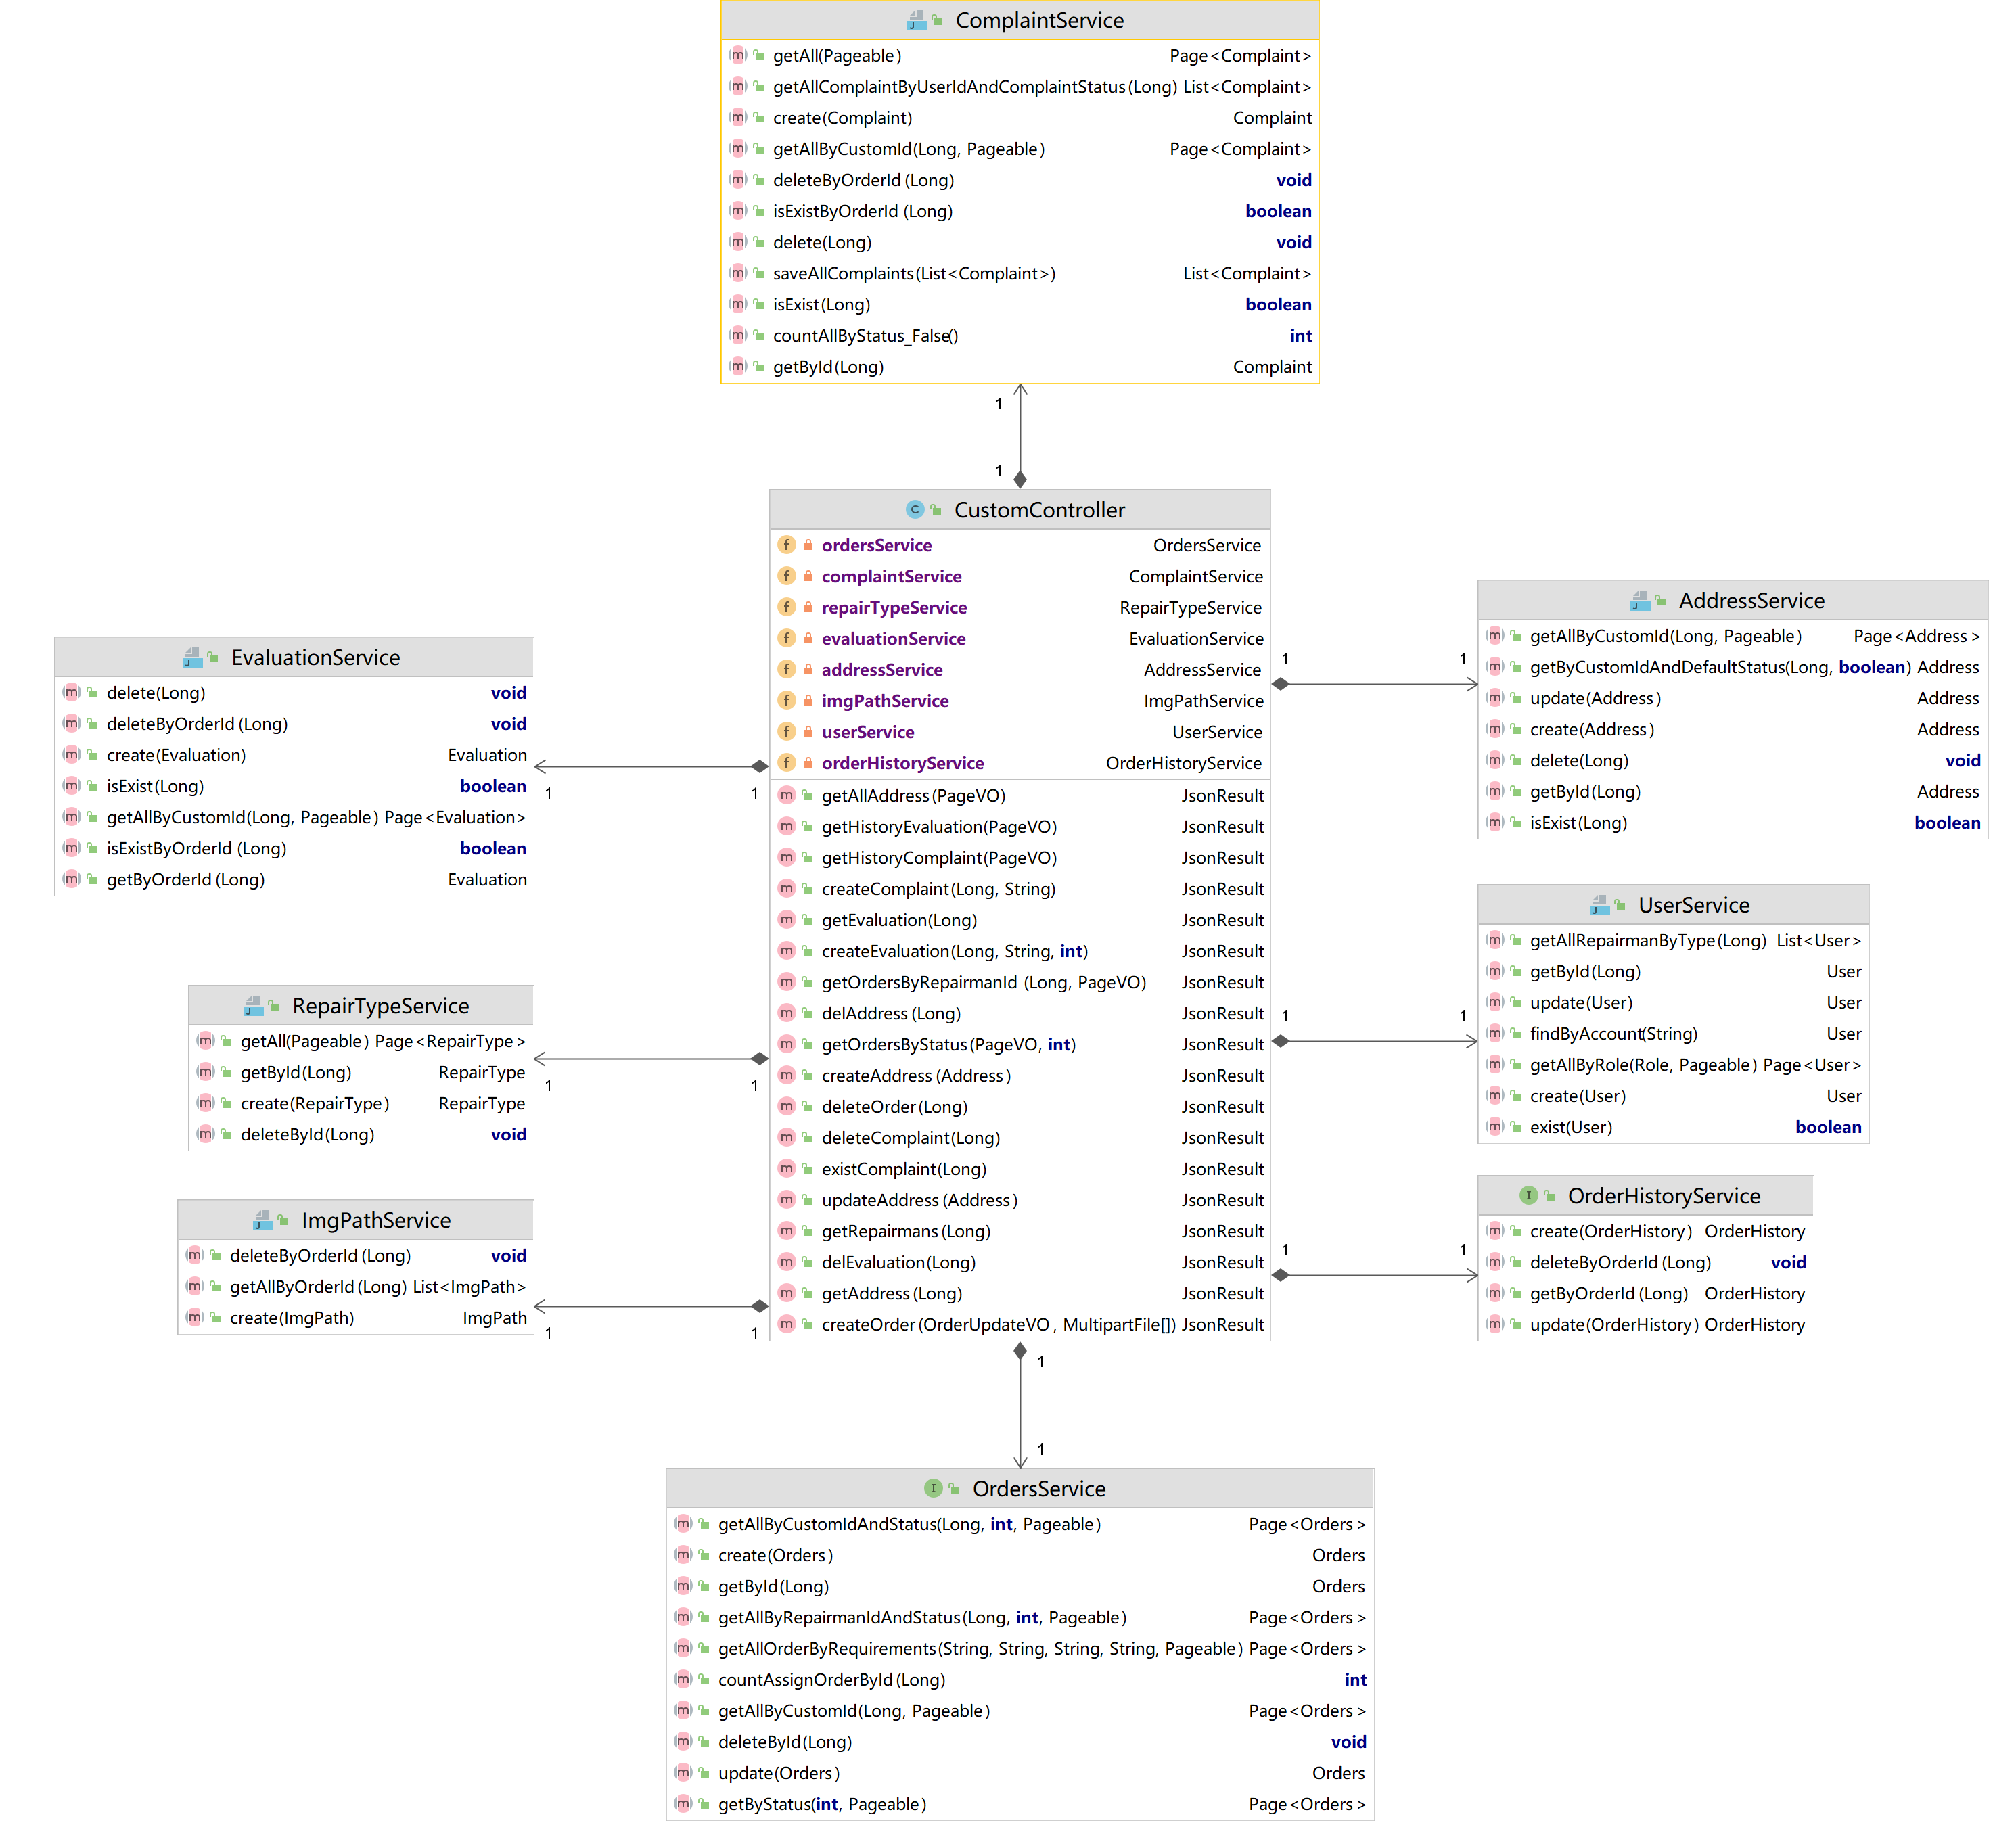 ComplaintService
getAll(Pageable) Page<Complaint>
getAllComplaintByUserIdAndComplaintStatus(Long) List<Complaint>
create(Complaint) Complaint
getAllByCustomId(Long, Pageable) Page<Complaint>
deleteByOrderId(Long) void
isExistByOrderId(Long) boolean
delete(Long) void
saveAllComplaints(List<Complaint>) List<Complaint>
isExist(Long) boolean
countAllByStatus_False() int
getById(Long) Complaint
1
1
CustomController
ordersService OrdersService
complaintService ComplaintService
repairTypeService RepairTypeService
evaluationService EvaluationService
addressService AddressService
imgPathService ImgPathService
userService UserService
orderHistoryService OrderHistoryService
getAllAddress(PageVO) JsonResult
getHistoryEvaluation(PageVO) JsonResult
getHistoryComplaint(PageVO) JsonResult
createComplaint(Long, String) JsonResult
getEvaluation(Long) JsonResult
createEvaluation(Long, String, int) JsonResult
getOrdersByRepairmanId(Long, PageVO) JsonResult
delAddress(Long) JsonResult
getOrdersByStatus(PageVO, int) JsonResult
createAddress(Address) JsonResult
deleteOrder(Long) JsonResult
deleteComplaint(Long) JsonResult
existComplaint(Long) JsonResult
updateAddress(Address) JsonResult
getRepairmans(Long) JsonResult
delEvaluation(Long) JsonResult
getAddress(Long) JsonResult
createOrder(OrderUpdateVO, MultipartFile[]) JsonResult
EvaluationService
delete(Long) void
deleteByOrderId(Long) void
create(Evaluation) Evaluation
isExist(Long) boolean
getAllByCustomId(Long, Pageable) Page<Evaluation>
isExistByOrderId(Long) boolean
getByOrderId(Long) Evaluation
1 1
RepairTypeService
getAll(Pageable) Page<RepairType>
getById(Long) RepairType
create(RepairType) RepairType
deleteById(Long) void
1 1
ImgPathService
deleteByOrderId(Long) void
getAllByOrderId(Long) List<ImgPath>
create(ImgPath) ImgPath
1 1
AddressService
getAllByCustomId(Long, Pageable) Page<Address>
getByCustomIdAndDefaultStatus(Long, boolean) Address
update(Address) Address
create(Address) Address
delete(Long) void
getById(Long) Address
isExist(Long) boolean
1 1
UserService
getAllRepairmanByType(Long) List<User>
getById(Long) User
update(User) User
findByAccount(String) User
getAllByRole(Role, Pageable) Page<User>
create(User) User
exist(User) boolean
1 1
OrderHistoryService
create(OrderHistory) OrderHistory
deleteByOrderId(Long) void
getByOrderId(Long) OrderHistory
update(OrderHistory) OrderHistory
1 1
1
1
OrdersService
getAllByCustomIdAndStatus(Long, int, Pageable) Page<Orders>
create(Orders) Orders
getById(Long) Orders
getAllByRepairmanIdAndStatus(Long, int, Pageable) Page<Orders>
getAllOrderByRequirements(String, String, String, String, Pageable) Page<Orders>
countAssignOrderById(Long) int
getAllByCustomId(Long, Pageable) Page<Orders>
deleteById(Long) void
update(Orders) Orders
getByStatus(int, Pageable) Page<Orders>